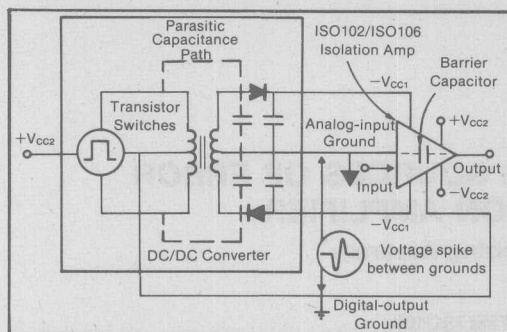 Parasitic
Capacitance
Path
ISO102/ISO106
Isolation Amp
Barrier
Capacitor
−VCC1
Transistor
Switches
Analog-input
Ground
+VCC2
+VCC2
Output
Input
−VCC2
−VCC1
DC/DC Converter
Voltage spike
between grounds
Digital-output
Ground